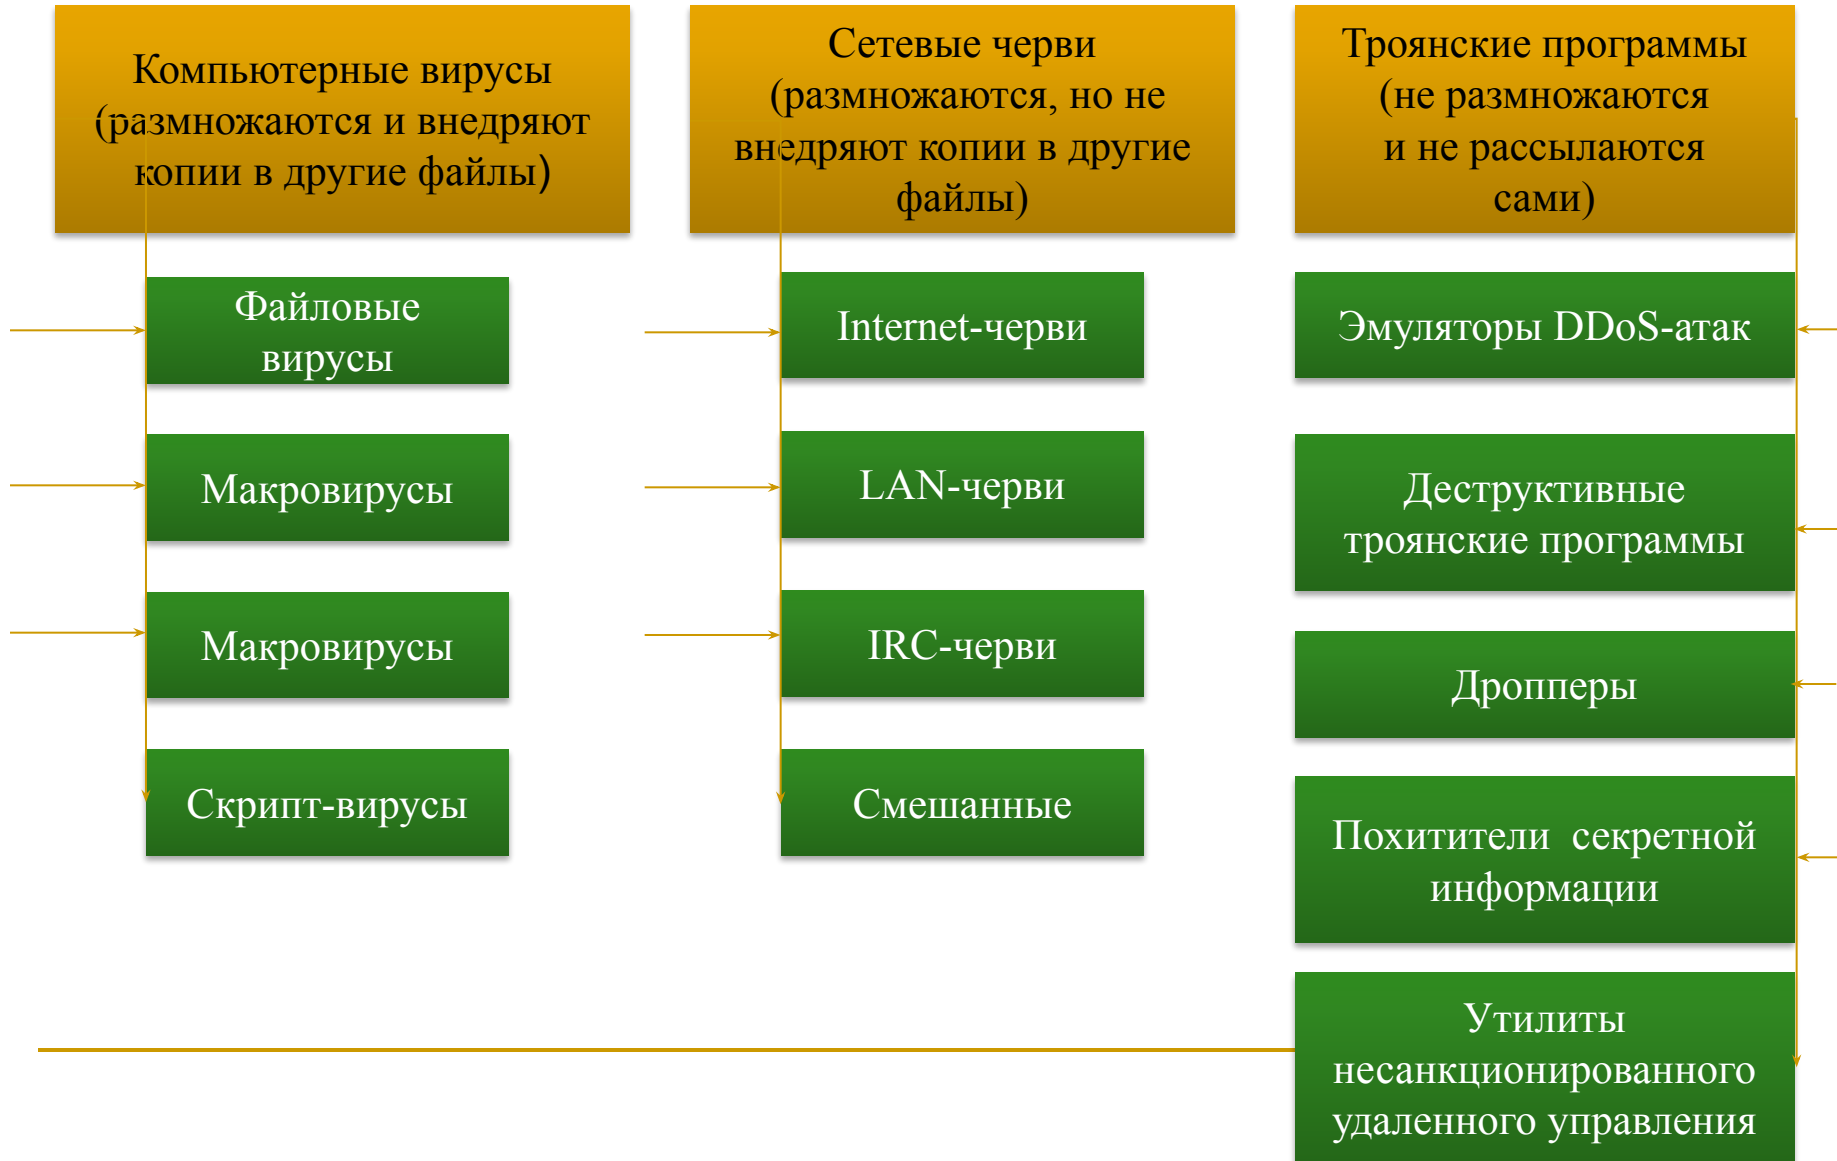 Компьютерные вирусы
(размножаются и внедряют
копии в другие файлы)
Файловые
вирусы
Макровирусы
Макровирусы
Скрипт-вирусы
Сетевые черви
(размножаются, но не
внедряют копии в другие
файлы)
Internet-черви
LAN-черви
IRC-черви
Смешанные
Троянские программы
(не размножаются
и не рассылаются
сами)
Эмуляторы DDoS-атак
Деструктивные
троянские программы
Дропперы
Похитители секретной
информации
Утилиты
несанкционированного
удаленного управления